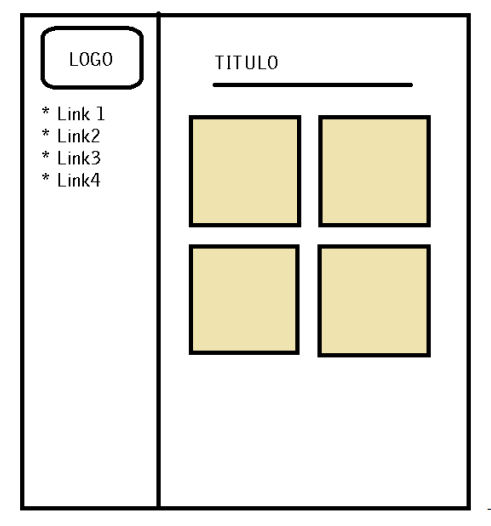 LOGO
TITULO
* Link 1
* Link2
* Link3
* Link4